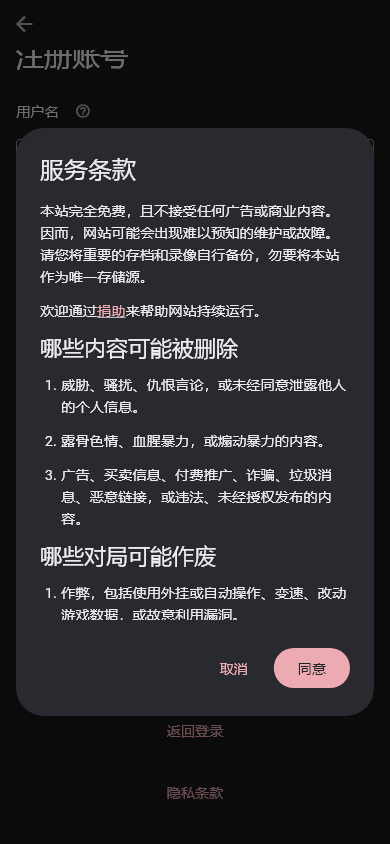 注册账号
用户名
服务条款
本站完全免费，且不接受任何广告或商业内容。
因而，网站可能会出现难以预知的维护或故障。
请您将重要的存档和录像自行备份，勿要将本站
作为唯一存储源。
欢迎通过捐助来帮助网站持续运行。
哪些内容可能被删除
1. 威胁、骚扰、仇恨言论，或未经同意泄露他人
的个人信息。
2. 露骨色情、血腥暴力，或煽动暴力的内容。
3. 广告、买卖信息、付费推广、诈骗、垃圾消
息、恶意链接，或违法、未经授权发布的内
容。
哪些对局可能作废
1. 作弊，包括使用外挂或自动操作、变速、改动
游戏数据，或故意利用漏洞。
取消
同意
返回登录
隐私条款